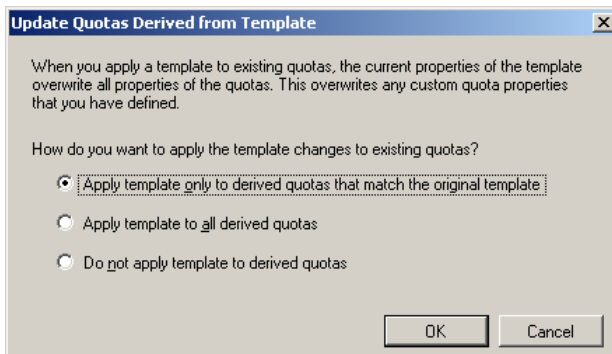 Update Quotas Derived from Template
When you apply a template to existing quotas, the current properties of the template
overwrite all properties of the quotas. This overwrites any custom quota properties
that you have defined.
How do you want to apply the template changes to existing quotas?
Apply template only to derived quotas that match the original template
Apply template to all derived quotas
Do not apply template to derived quotas
OK Cancel